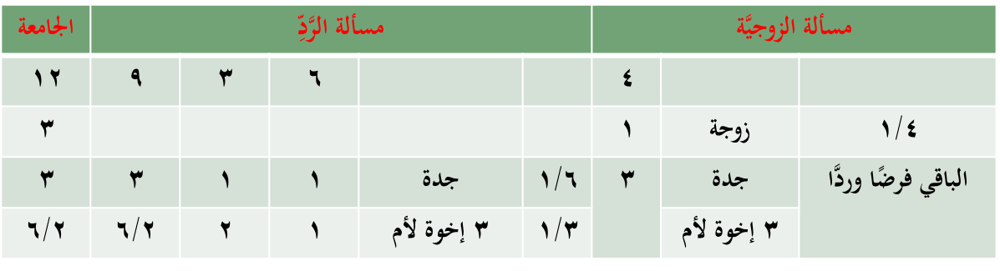 مسألة الزوجيَّة مسألة الرَّدِّ الجامعة
٤ ٦ ٣ ٩ ١٢
١/٤ زوجة ١ ٣
الباقي فرضًا وردًّا جدة ٣ ١/٦ جدة ١ ١ ٣ ٣
٣ إخوة لأم ١/٣ ٣ إخوة لأم ١ ٢ ٦/٢ ٦/٢